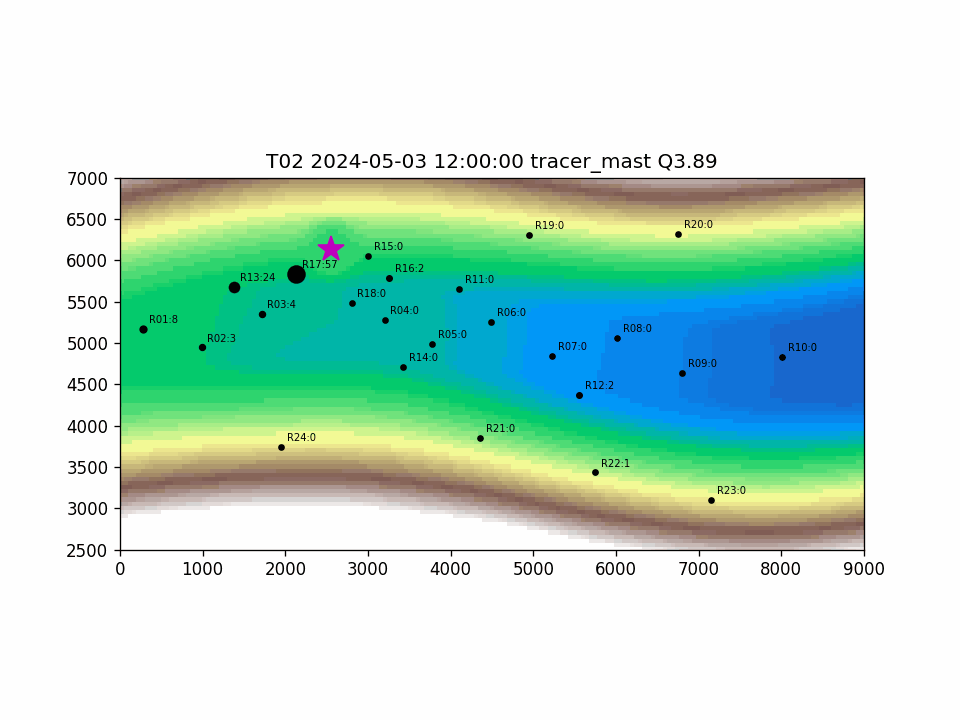 T02 2024-05-03 12:00:00 tracer_mast Q3.89
7000
6500
6000
5500
5000
4500
4000
3500
3000
2500
R19:0
R20:0
R15:0
R17:57
R16:2
R13:24
R11:0
R18:0
R03:4
R04:0
R06:0
R01:8
R08:0
R02:3
R05:0
R07:0
R10:0
R14:0
R09:0
R12:2
R21:0
R24:0
R22:1
R23:0
0 1000 2000 3000 4000 5000 6000 7000 8000 9000